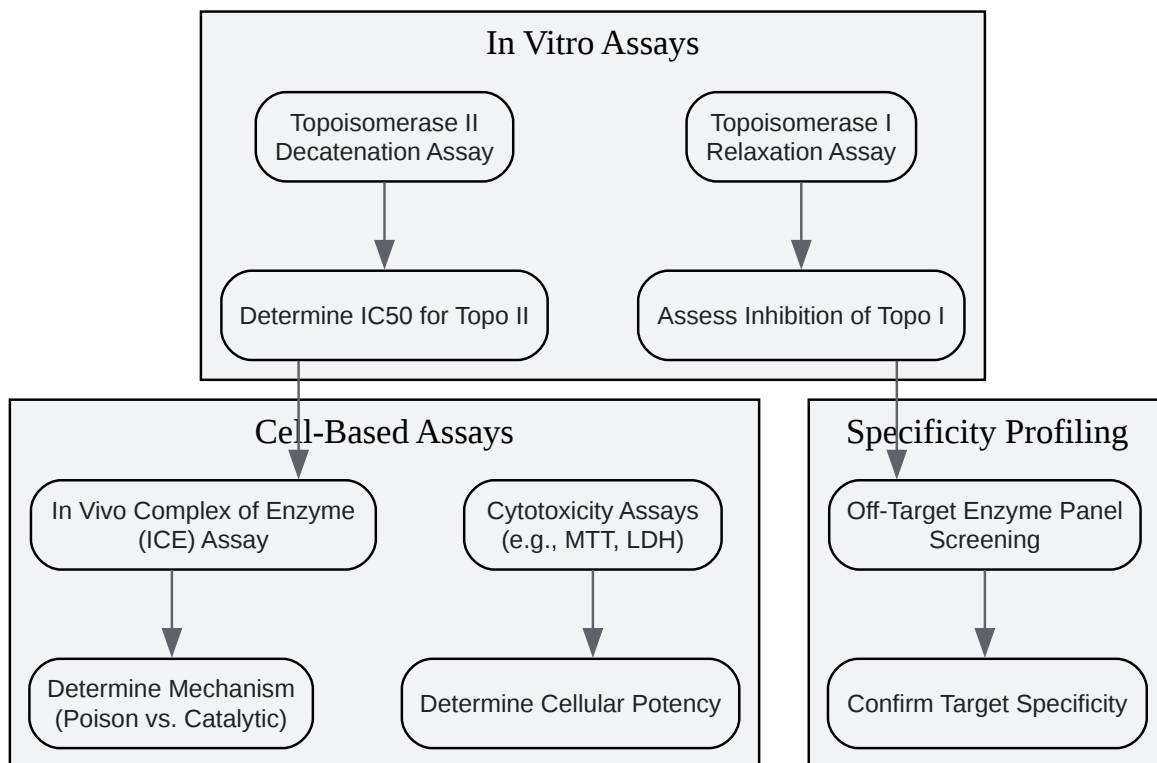 In Vitro Assays
Topoisomerase II
Decatenation Assay
Topoisomerase I
Relaxation Assay
Determine IC50 for Topo II
Assess Inhibition of Topo I
Cell-Based Assays
In Vivo Complex of Enzyme
(ICE) Assay
Cytotoxicity Assays
(e.g., MTT, LDH)
Determine Mechanism
(Poison vs. Catalytic)
Determine Cellular Potency
Specificity Profiling
Off-Target Enzyme Panel
Screening
Confirm Target Specificity